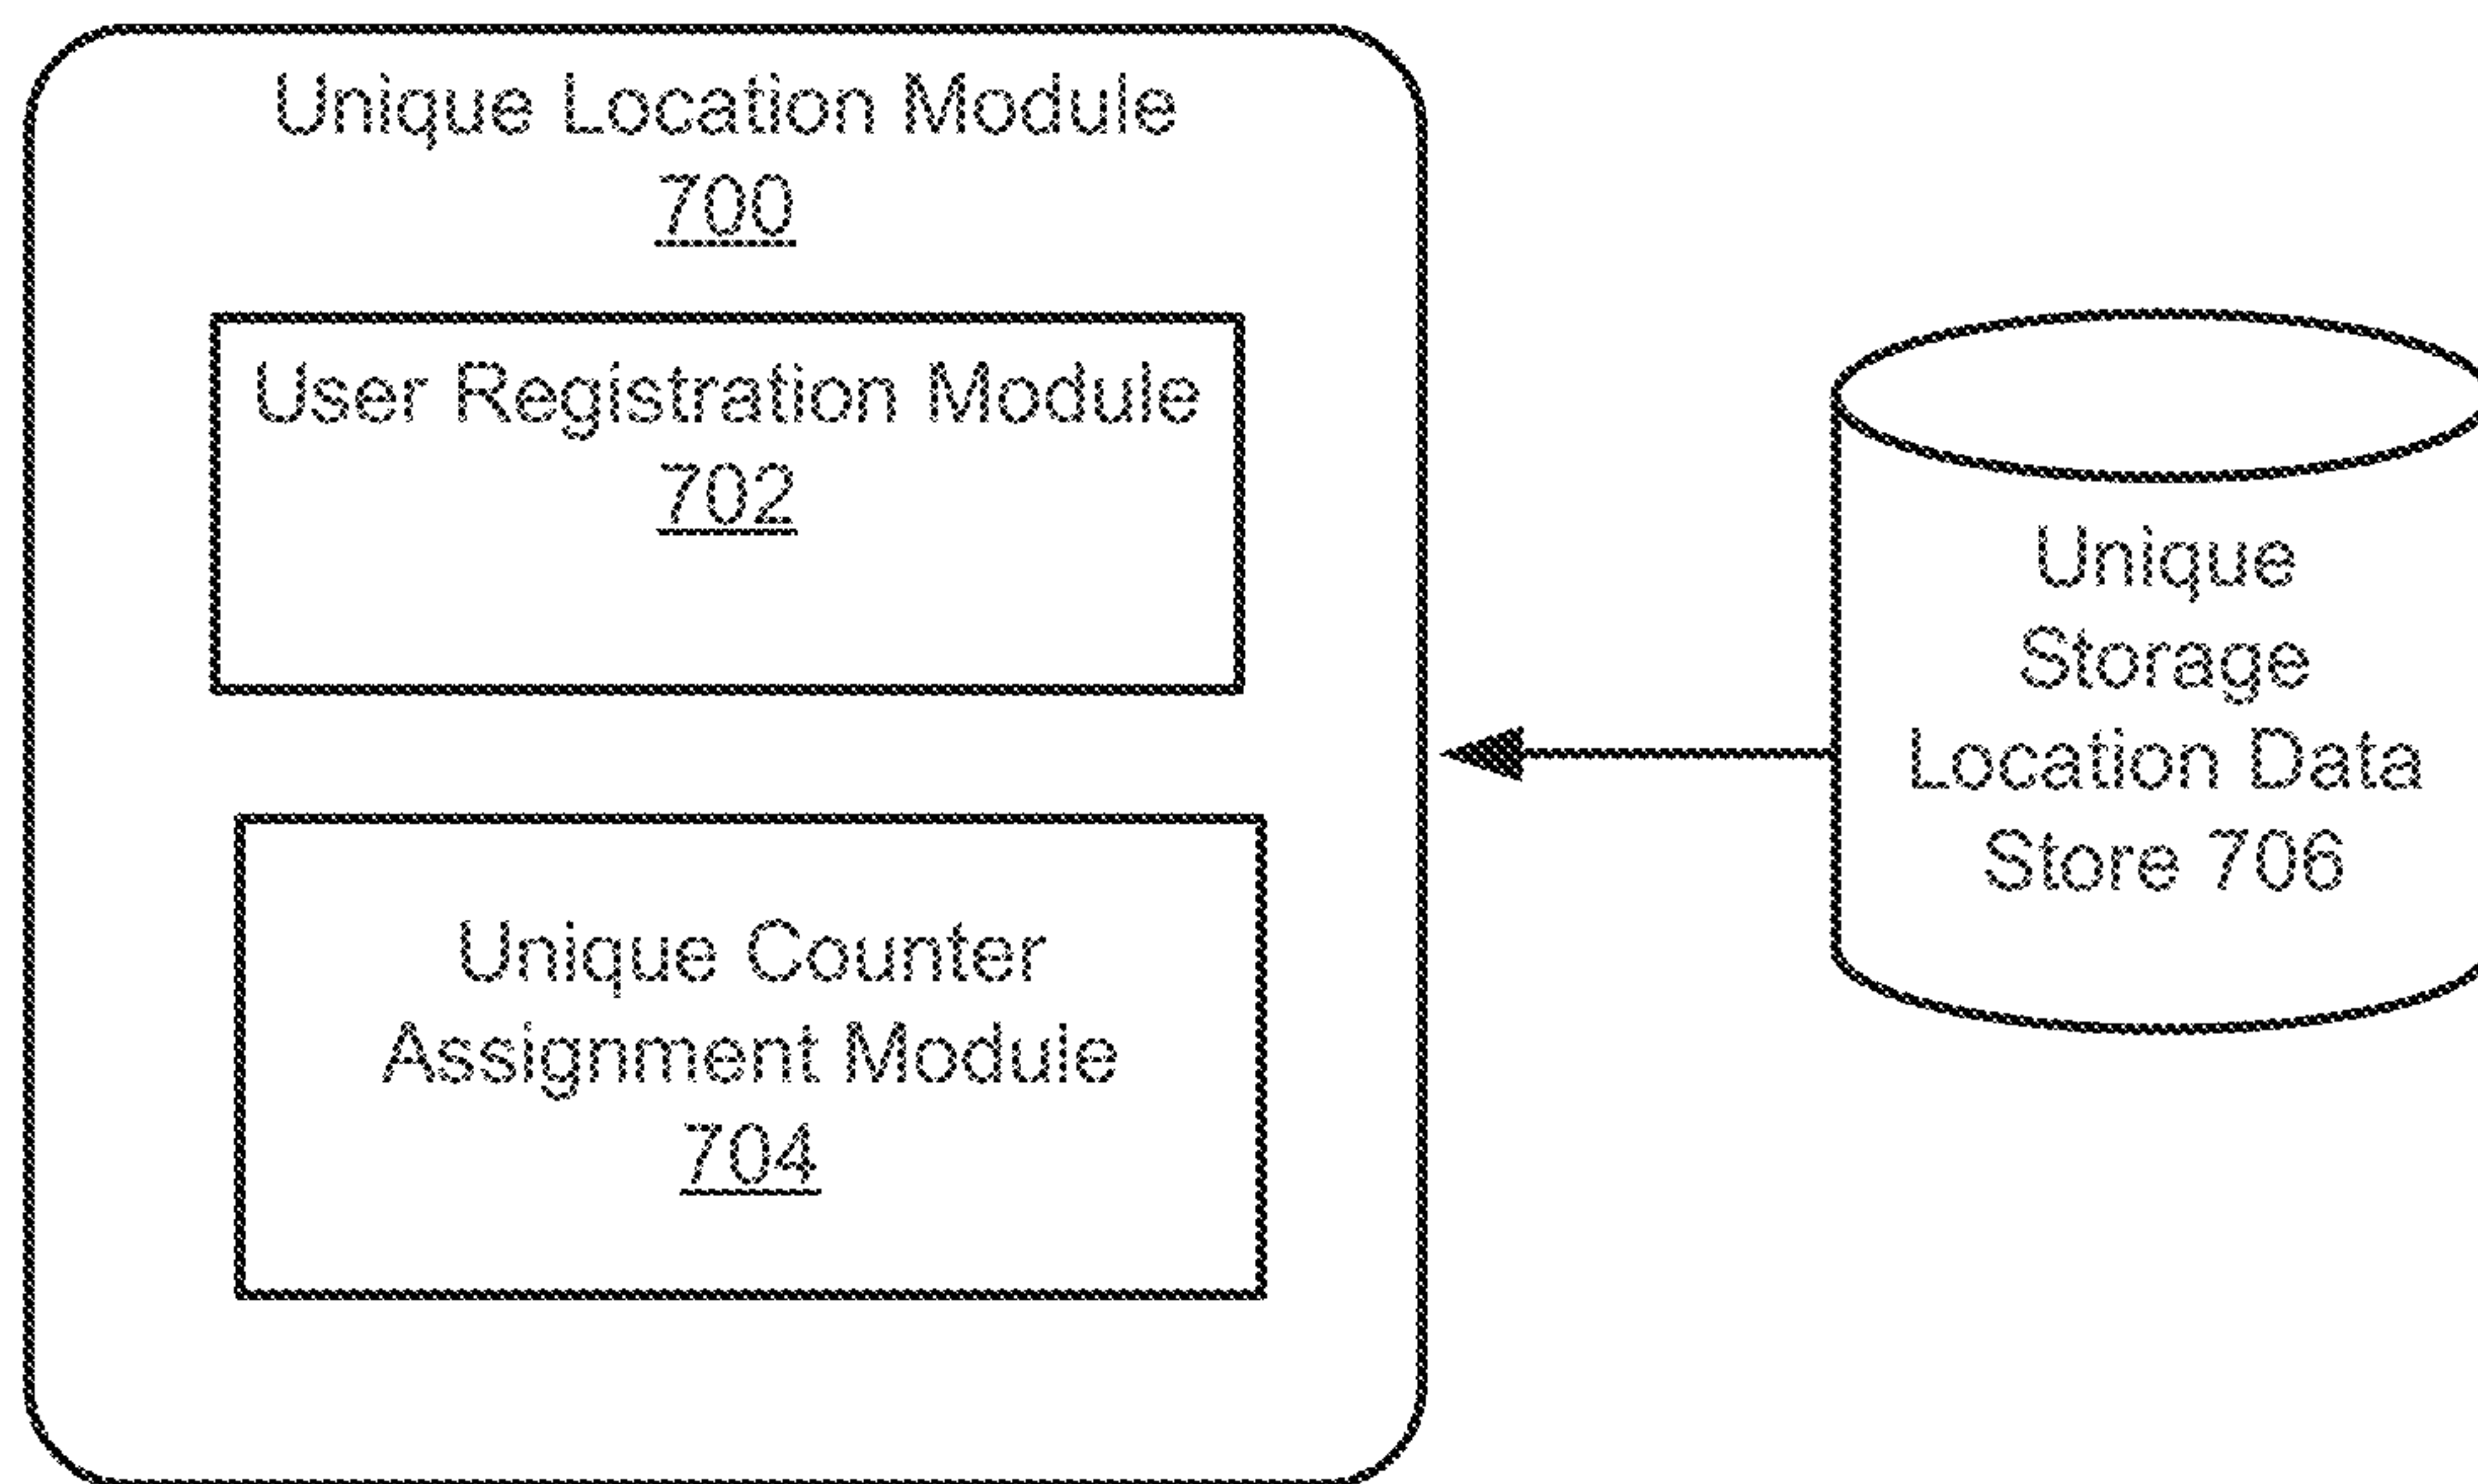 Unique Location Module
700
User Registration Module
702
Unique Counter
Assignment Module
704
Unique
Storage
Location Data
Store 706